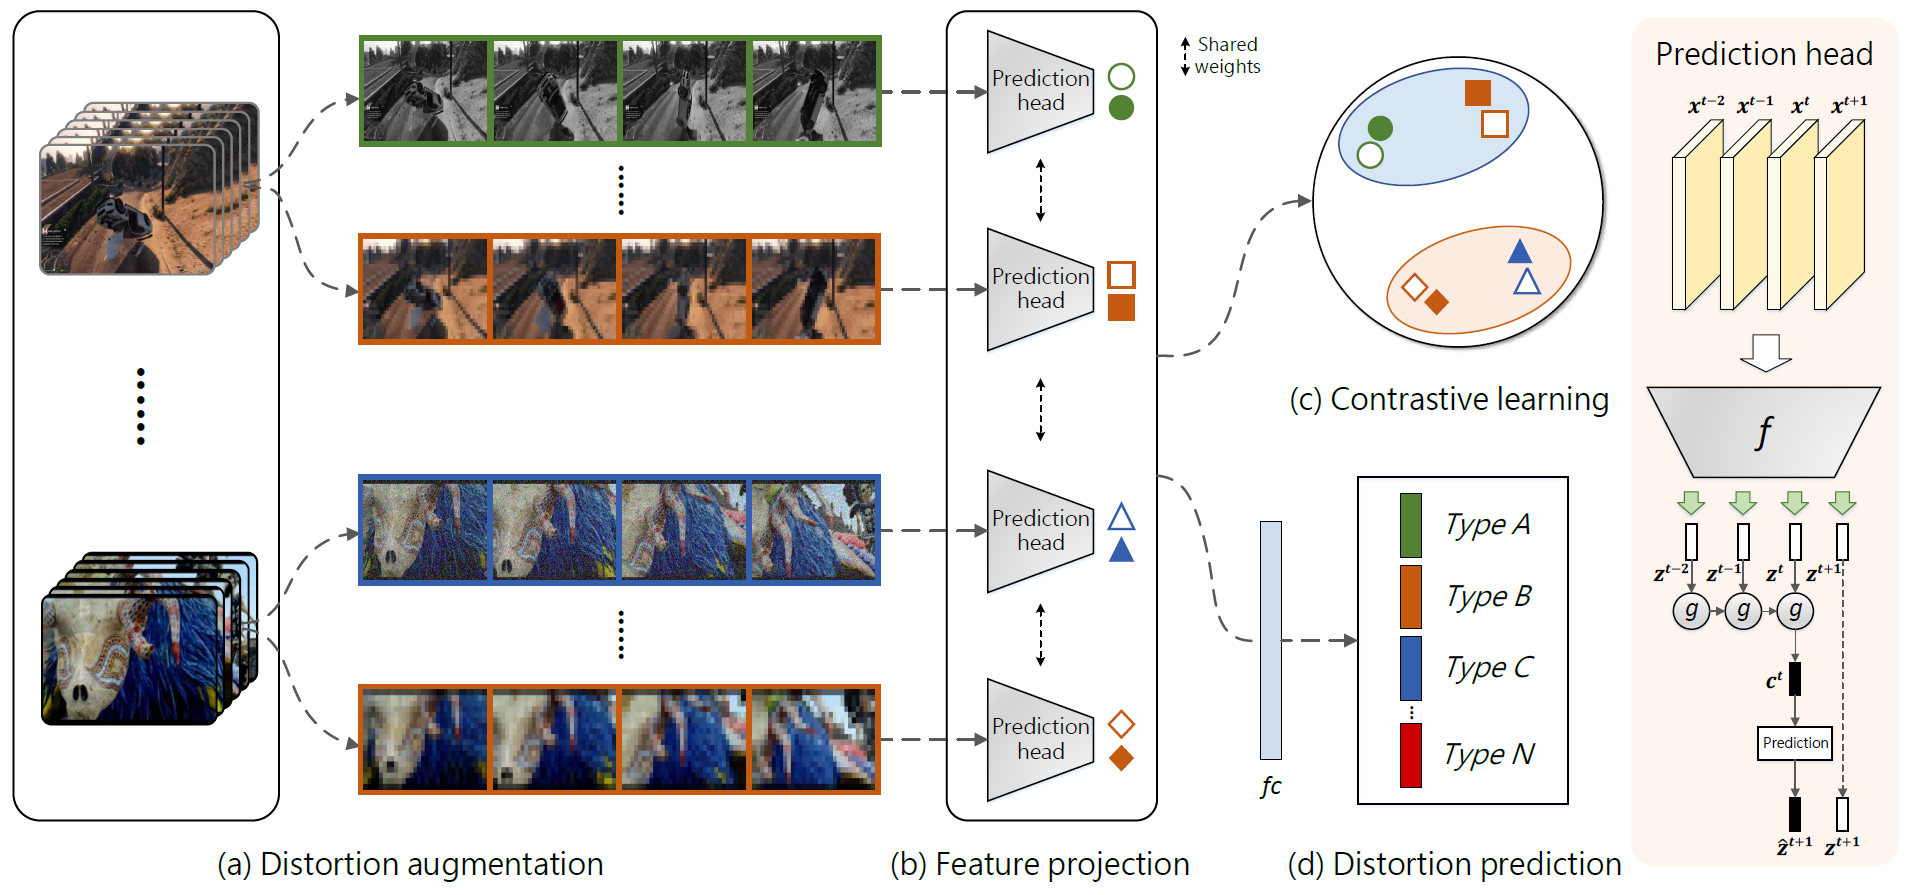 Prediction
head
Prediction
head
Prediction
head
Prediction
head
Shared
weights
(a) Distortion augmentation
(b) Feature projection
(c) Contrastive learning
fc
Type A
Type B
Type C
Type N
(d) Distortion prediction
Prediction head
x^{t-2} x^{t-1} x^{t} x^{t+1}
f
z^{t-2} z^{t-1} z^{t} z^{t+1}
g g g
c^{t}
Prediction
ẑ^{t+1} z^{t+1}